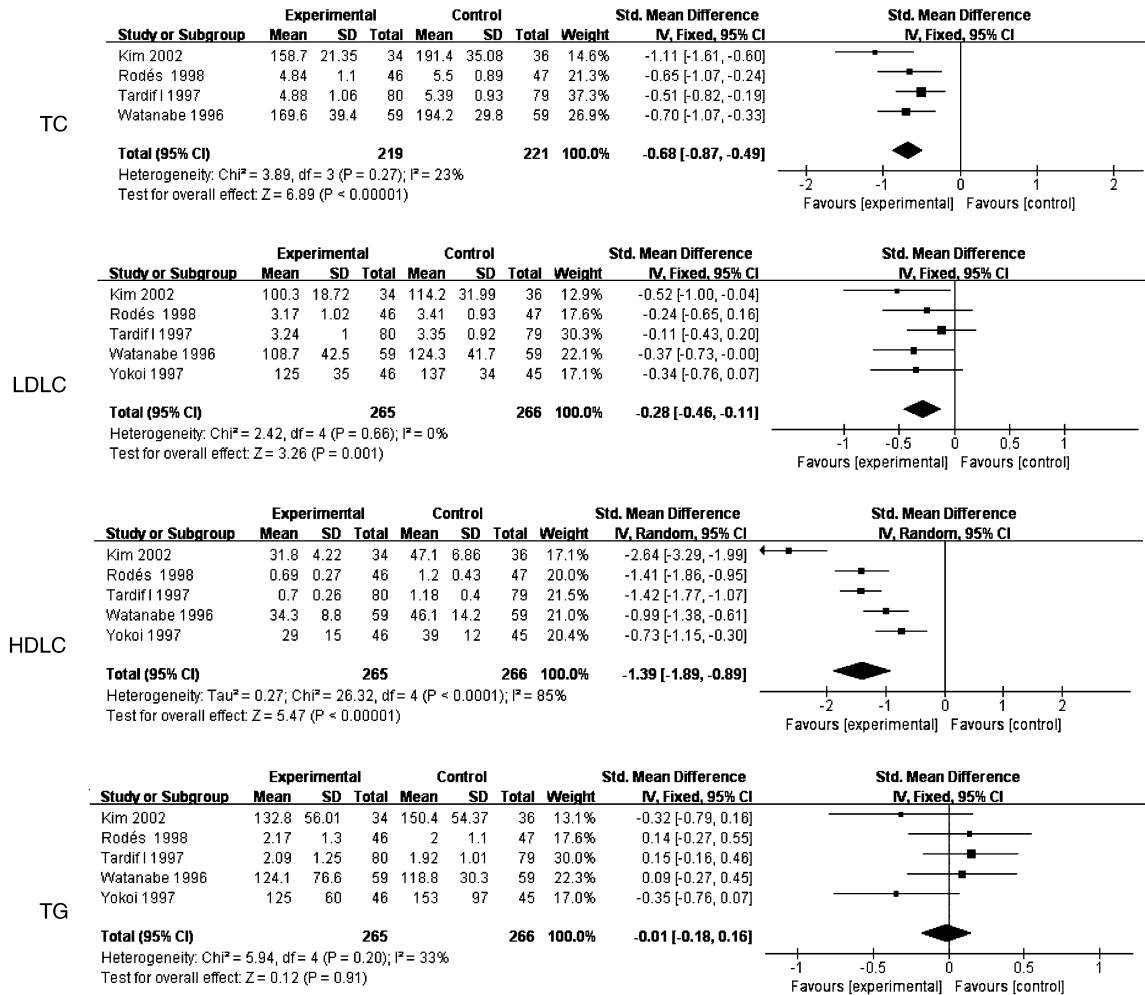 TC
Experimental Control Std. Mean Difference Std. Mean Difference
Study or Subgroup Mean SD Total Mean SD Total Weight IV, Fixed, 95% CI IV, Fixed, 95% CI
Kim 2002 158.7 21.35 34 191.4 35.08 36 14.6% -1.11 [-1.61, -0.60]
Rodés 1998 4.84 1.1 46 5.5 0.89 47 21.3% -0.65 [-1.07, -0.24]
Tardif I 1997 4.88 1.06 80 5.39 0.93 79 37.3% -0.51 [-0.82, -0.19]
Watanabe 1996 169.6 39.4 59 194.2 29.8 59 26.9% -0.70 [-1.07, -0.33]
Total (95% CI) 219 221 100.0% -0.68 [-0.87, -0.49]
Heterogeneity: Chi² = 3.89, df = 3 (P = 0.27); I² = 23%
Test for overall effect: Z = 6.89 (P < 0.00001)
-2 -1 0 1 2
Favours [experimental] Favours [control]
LDLC
Experimental Control Std. Mean Difference Std. Mean Difference
Study or Subgroup Mean SD Total Mean SD Total Weight IV, Fixed, 95% CI IV, Fixed, 95% CI
Kim 2002 100.3 18.72 34 114.2 31.99 36 12.9% -0.52 [-1.00, -0.04]
Rodés 1998 3.17 1.02 46 3.41 0.93 47 17.6% -0.24 [-0.65, 0.16]
Tardif I 1997 3.24 1 80 3.35 0.92 79 30.3% -0.11 [-0.43, 0.20]
Watanabe 1996 108.7 42.5 59 124.3 41.7 59 22.1% -0.37 [-0.73, -0.00]
Yokoi 1997 125 35 46 137 34 45 17.1% -0.34 [-0.76, 0.07]
Total (95% CI) 265 266 100.0% -0.28 [-0.46, -0.11]
Heterogeneity: Chi² = 2.42, df = 4 (P = 0.66); I² = 0%
Test for overall effect: Z = 3.26 (P = 0.001)
-1 -0.5 0 0.5 1
Favours [experimental] Favours [control]
HDLC
Experimental Control Std. Mean Difference Std. Mean Difference
Study or Subgroup Mean SD Total Mean SD Total Weight IV, Random, 95% CI IV, Random, 95% CI
Kim 2002 31.8 4.22 34 47.1 6.86 36 17.1% -2.64 [-3.29, -1.99]
Rodés 1998 0.69 0.27 46 1.2 0.43 47 20.0% -1.41 [-1.86, -0.95]
Tardif I 1997 0.7 0.26 80 1.18 0.4 79 21.5% -1.42 [-1.77, -1.07]
Watanabe 1996 34.3 8.8 59 46.1 14.2 59 21.0% -0.99 [-1.38, -0.61]
Yokoi 1997 29 15 46 39 12 45 20.4% -0.73 [-1.15, -0.30]
Total (95% CI) 265 266 100.0% -1.39 [-1.89, -0.89]
Heterogeneity: Tau² = 0.27; Chi² = 26.32, df = 4 (P < 0.0001); I² = 85%
Test for overall effect: Z = 5.47 (P < 0.00001)
-2 -1 0 1 2
Favours [experimental] Favours [control]
TG
Experimental Control Std. Mean Difference Std. Mean Difference
Study or Subgroup Mean SD Total Mean SD Total Weight IV, Fixed, 95% CI IV, Fixed, 95% CI
Kim 2002 132.8 56.01 34 150.4 54.37 36 13.1% -0.32 [-0.79, 0.16]
Rodés 1998 2.17 1.3 46 2 1.1 47 17.6% 0.14 [-0.27, 0.55]
Tardif I 1997 2.09 1.25 80 1.92 1.01 79 30.0% 0.15 [-0.16, 0.46]
Watanabe 1996 124.1 76.6 59 118.8 30.3 59 22.3% 0.09 [-0.27, 0.45]
Yokoi 1997 125 60 46 153 97 45 17.0% -0.35 [-0.76, 0.07]
Total (95% CI) 265 266 100.0% -0.01 [-0.18, 0.16]
Heterogeneity: Chi² = 5.94, df = 4 (P = 0.20); I² = 33%
Test for overall effect: Z = 0.12 (P = 0.91)
-1 -0.5 0 0.5 1
Favours [experimental] Favours [control]